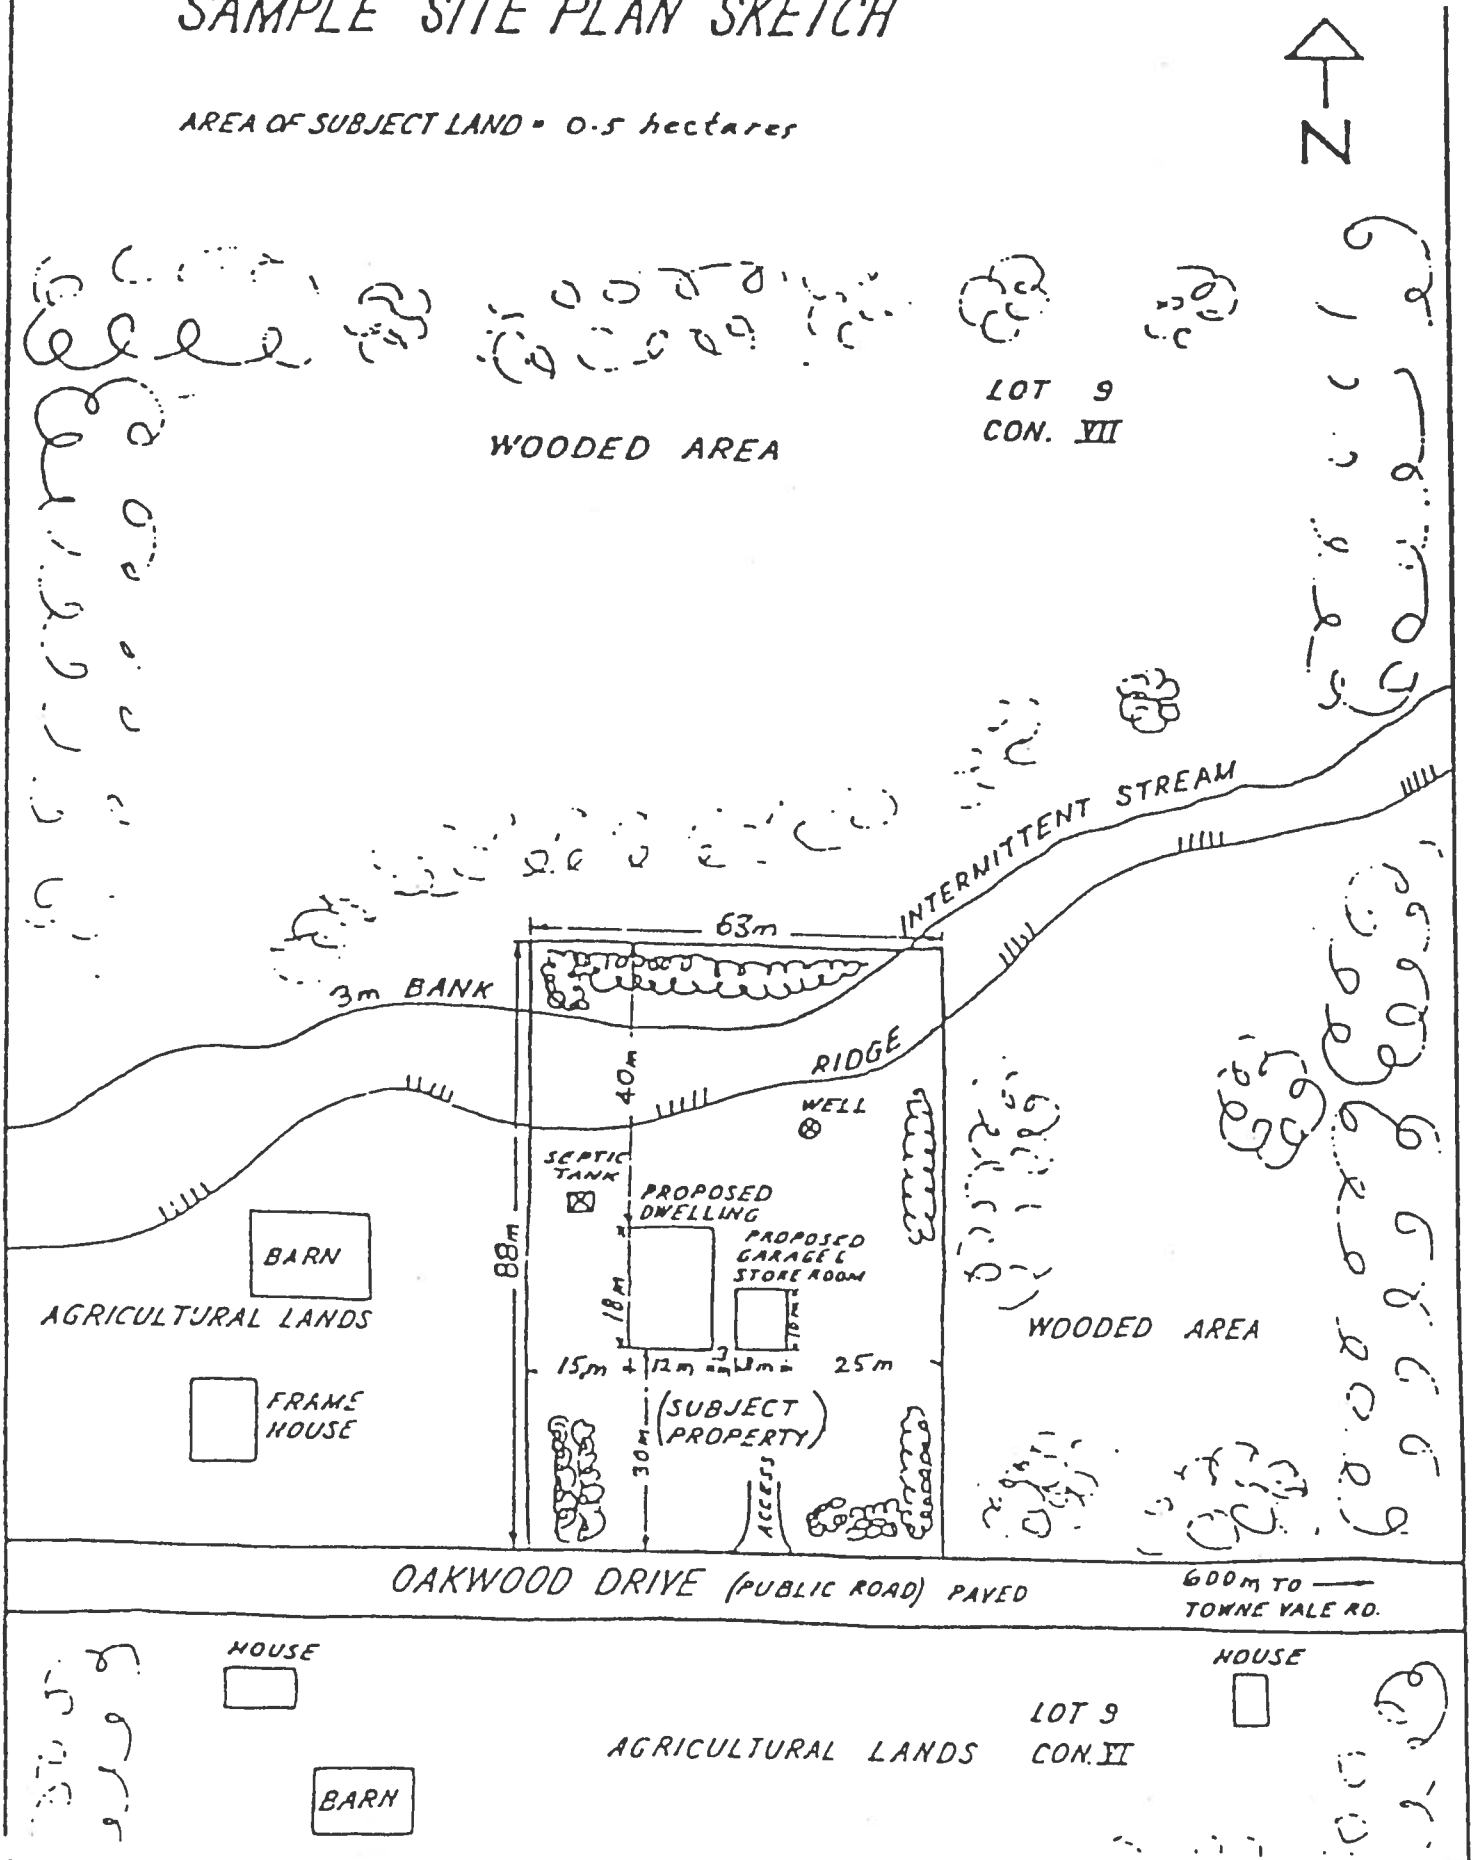 SAMPLE SITE PLAN SKETCH
N
AREA OF SUBJECT LAND = 0.5 hectares
LOT 9
CON. VII
WOODED AREA
INTERMITTENT STREAM
63m
3m BANK
RIDGE
40m
WELL
SEPTIC
TANK
PROPOSED
DWELLING
PROPOSED
GARAGE &
STORE ROOM
88m
BARN
18m
10m
AGRICULTURAL LANDS
WOODED AREA
15m 12m 3m 8m 25m
FRAME
HOUSE
(SUBJECT
PROPERTY)
30m
ACCESS
OAKWOOD DRIVE (PUBLIC ROAD) PAVED
600m TO
TOWNE VALE RD.
HOUSE
HOUSE
LOT 9
CON. VI
AGRICULTURAL LANDS
BARN